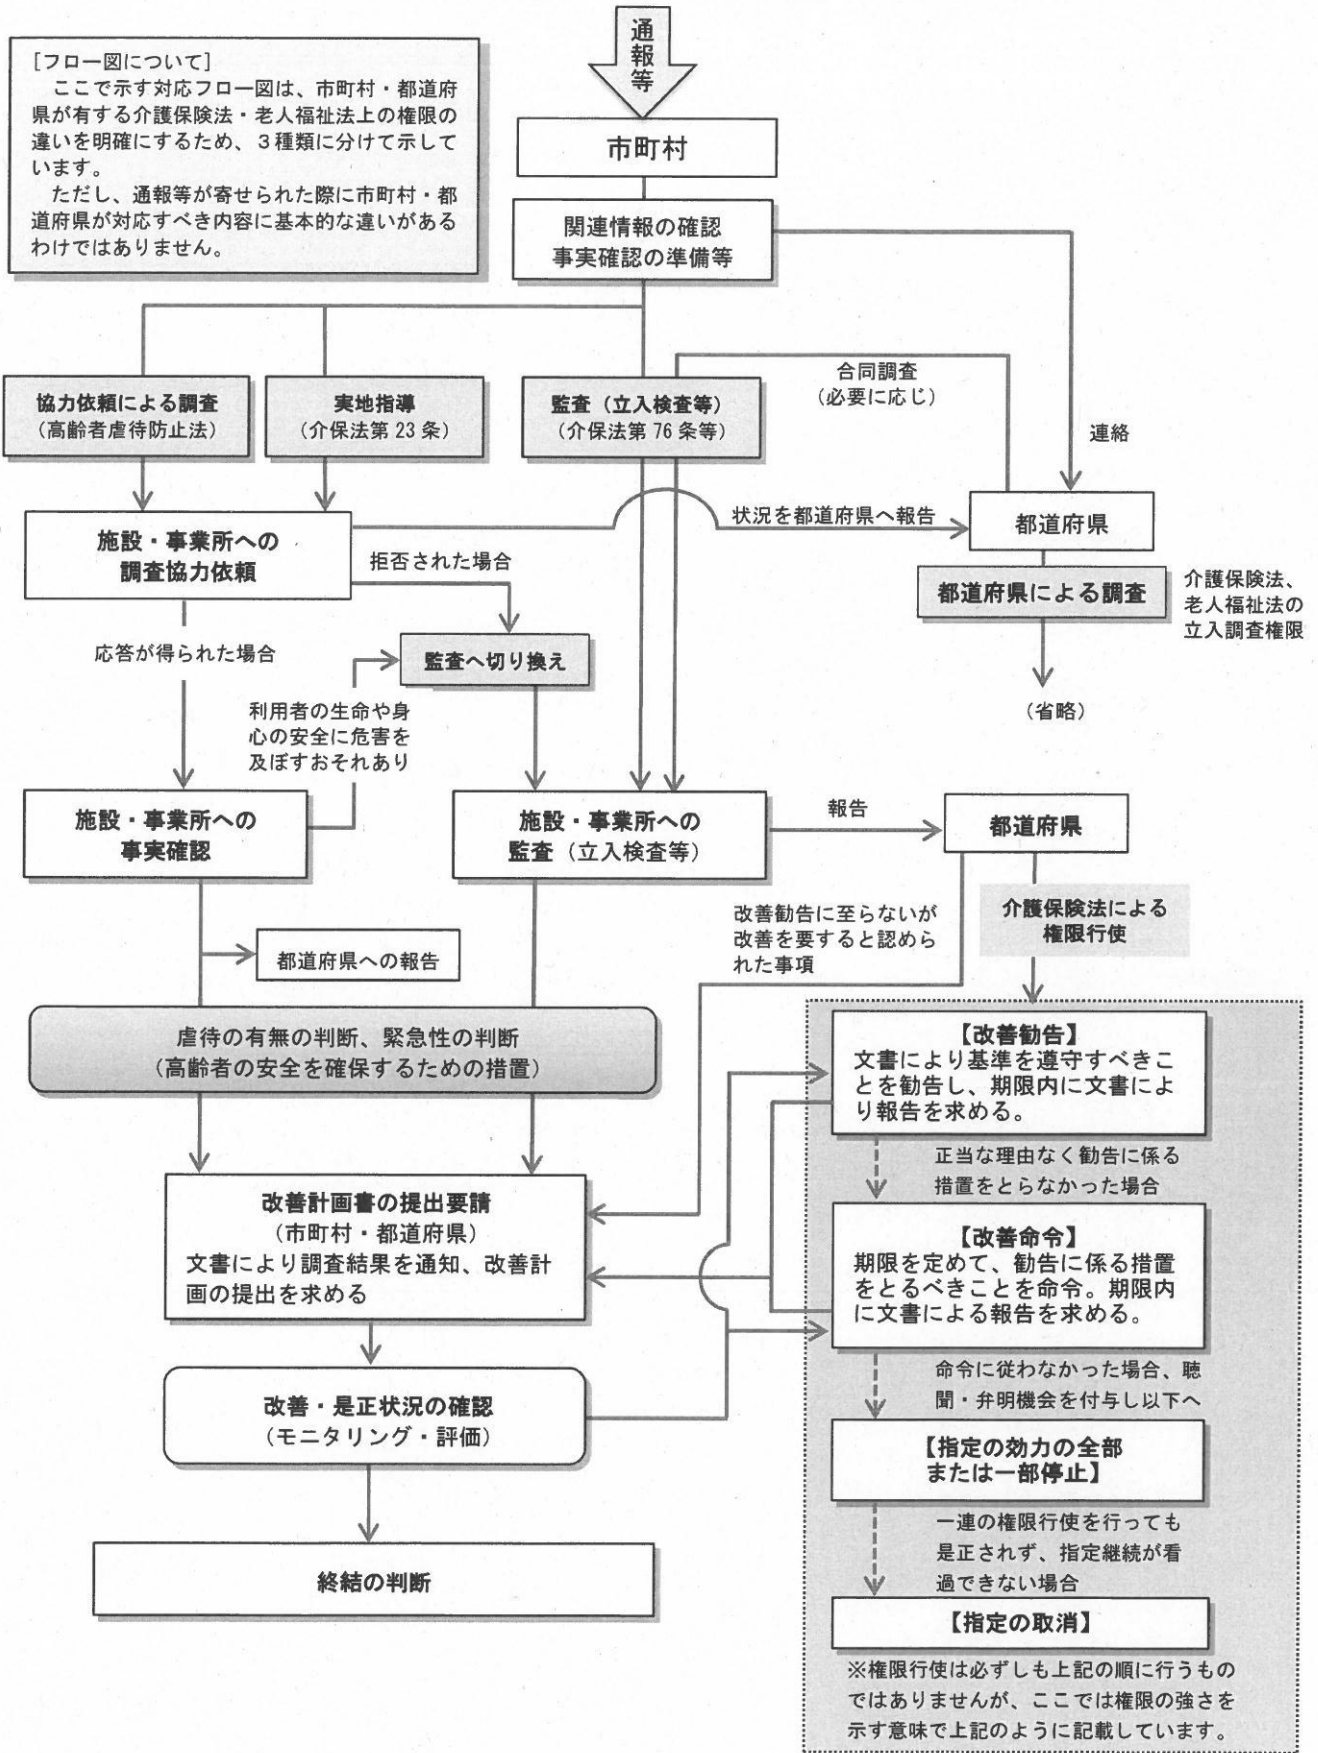 通報等
[フロー図について]
ここで示す対応フロー図は、市町村・都道府
県が有する介護保険法・老人福祉法上の権限の
違いを明確にするため、3種類に分けて示して
います。
ただし、通報等が寄せられた際に市町村・都
道府県が対応すべき内容に基本的な違いがある
わけではありません。
市町村
関連情報の確認
事実確認の準備等
協力依頼による調査
(高齢者虐待防止法)
実地指導
(介保法第23条)
監査(立入検査等)
(介保法第76条等)
合同調査
(必要に応じ)
連絡
施設・事業所への
調査協力依頼
状況を都道府県へ報告
都道府県
拒否された場合
都道府県による調査
介護保険法、
老人福祉法の
立入調査権限
応答が得られた場合
監査へ切り換え
(省略)
利用者の生命や身
心の安全に危害を
及ぼすおそれあり
施設・事業所への
事実確認
施設・事業所への
監査(立入検査等)
報告
都道府県
改善勧告に至らないが
改善を要すると認めら
れた事項
介護保険法による
権限行使
都道府県への報告
虐待の有無の判断、緊急性の判断
(高齢者の安全を確保するための措置)
【改善勧告】
文書により基準を遵守すべきこ
とを勧告し、期限内に文書によ
り報告を求める。
正当な理由なく勧告に係る
措置をとらなかった場合
改善計画書の提出要請
(市町村・都道府県)
文書により調査結果を通知、改善計
画の提出を求める
【改善命令】
期限を定めて、勧告に係る措置
をとるべきことを命令。期限内
に文書による報告を求める。
命令に従わなかった場合、聴
聞・弁明機会を付与し以下へ
改善・是正状況の確認
(モニタリング・評価)
【指定の効力の全部
または一部停止】
一連の権限行使を行っても
是正されず、指定継続が看
過できない場合
終結の判断
【指定の取消】
※権限行使は必ずしも上記の順に行うもの
ではありませんが、ここでは権限の強さを
示す意味で上記のように記載しています。